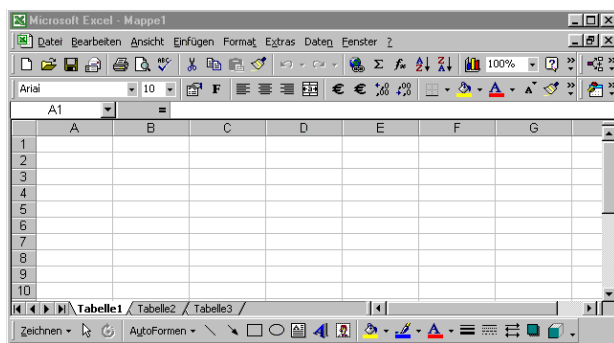 Microsoft Excel - Mappe1
Datei Bearbeiten Ansicht Einfügen Format Extras Daten Fenster ?
Σ fx 100%
Arial 10 F € € %
A1 =
A B C D E F G
1
2
3
4
5
6
7
8
9
10
Tabelle1 Tabelle2 Tabelle3
Zeichnen AutoFormen A A